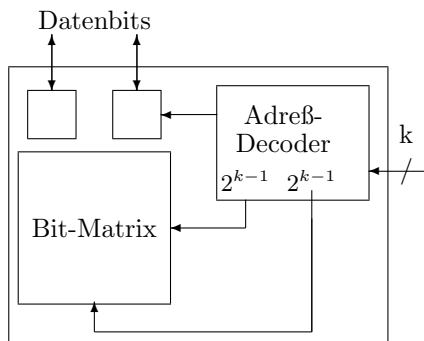 Datenbits
Adreß-
Decoder
k
2^{k−1} 2^{k−1}
Bit-Matrix